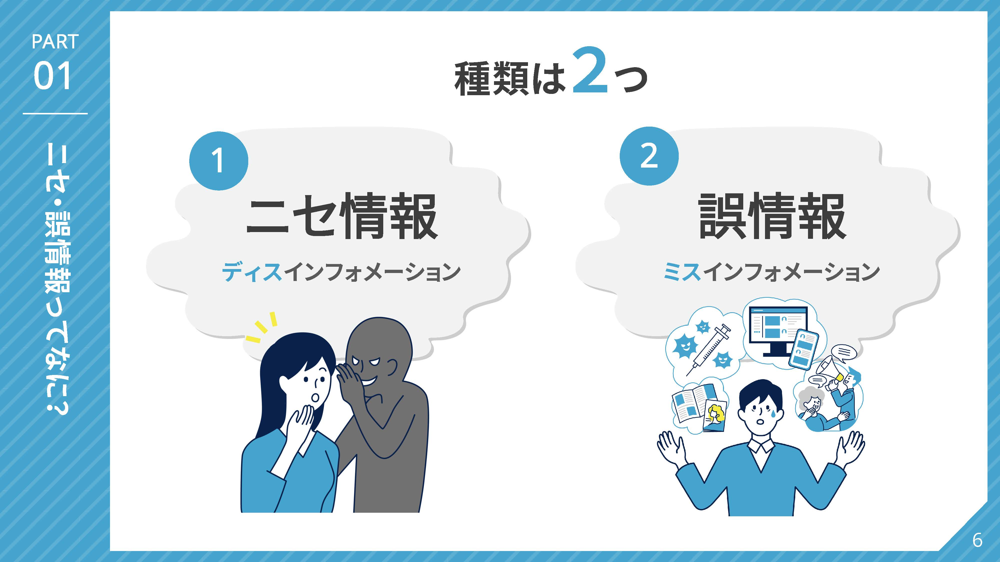 PART
01
ニセ・誤情報ってなに?
種類は2つ
1
ニセ情報
ディスインフォメーション
2
誤情報
ミスインフォメーション
6